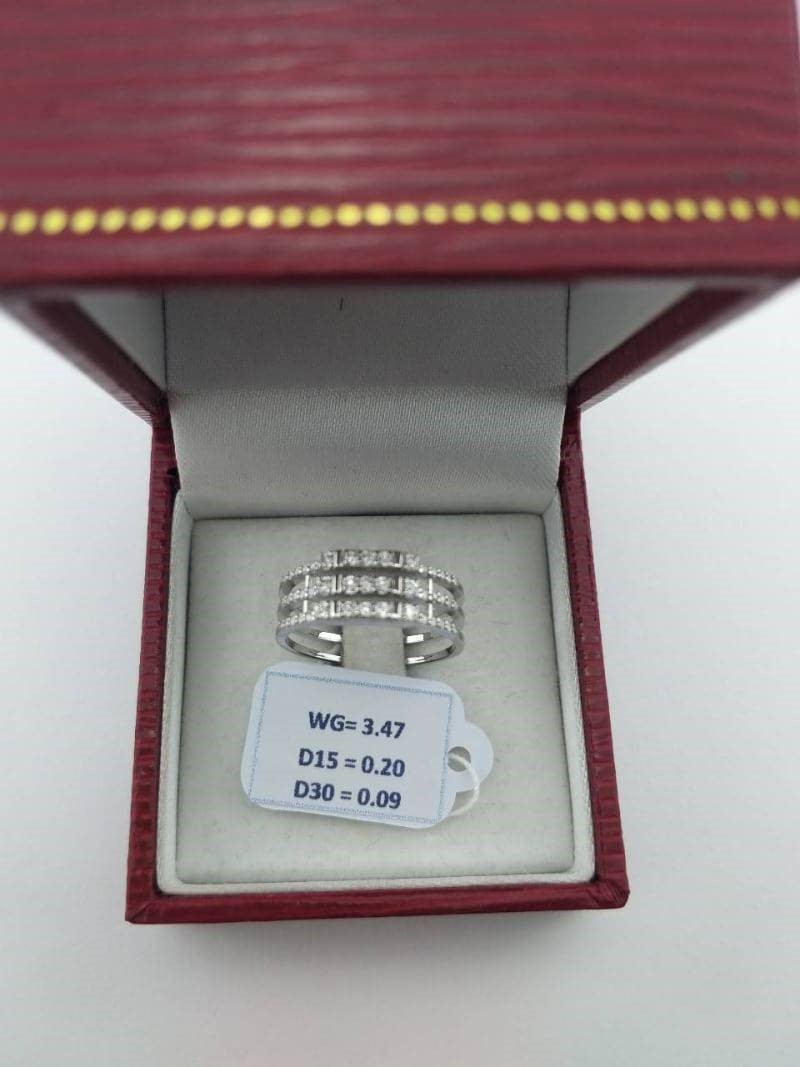 WG= 3.47
D15 = 0.20
D30 = 0.09